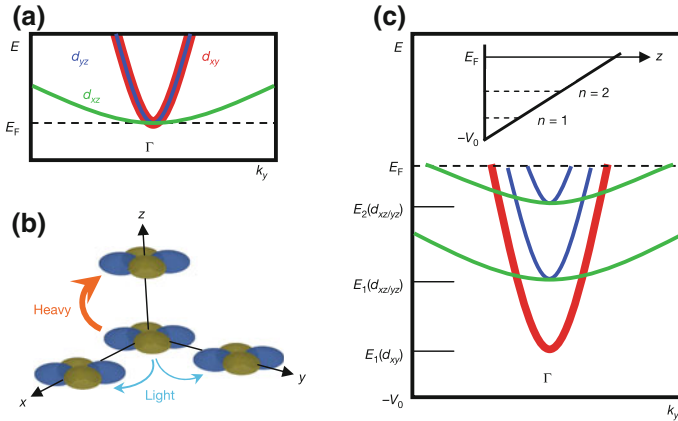 (a)
E
d_yz
d_xy
d_xz
E_F
Γ
k_y
(b)
z
Heavy
Light
x
y
(c)
E
E_F
z
n = 2
n = 1
−V_0
E_F
E_2(d_xz/yz)
E_1(d_xz/yz)
E_1(d_xy)
Γ
−V_0
k_y